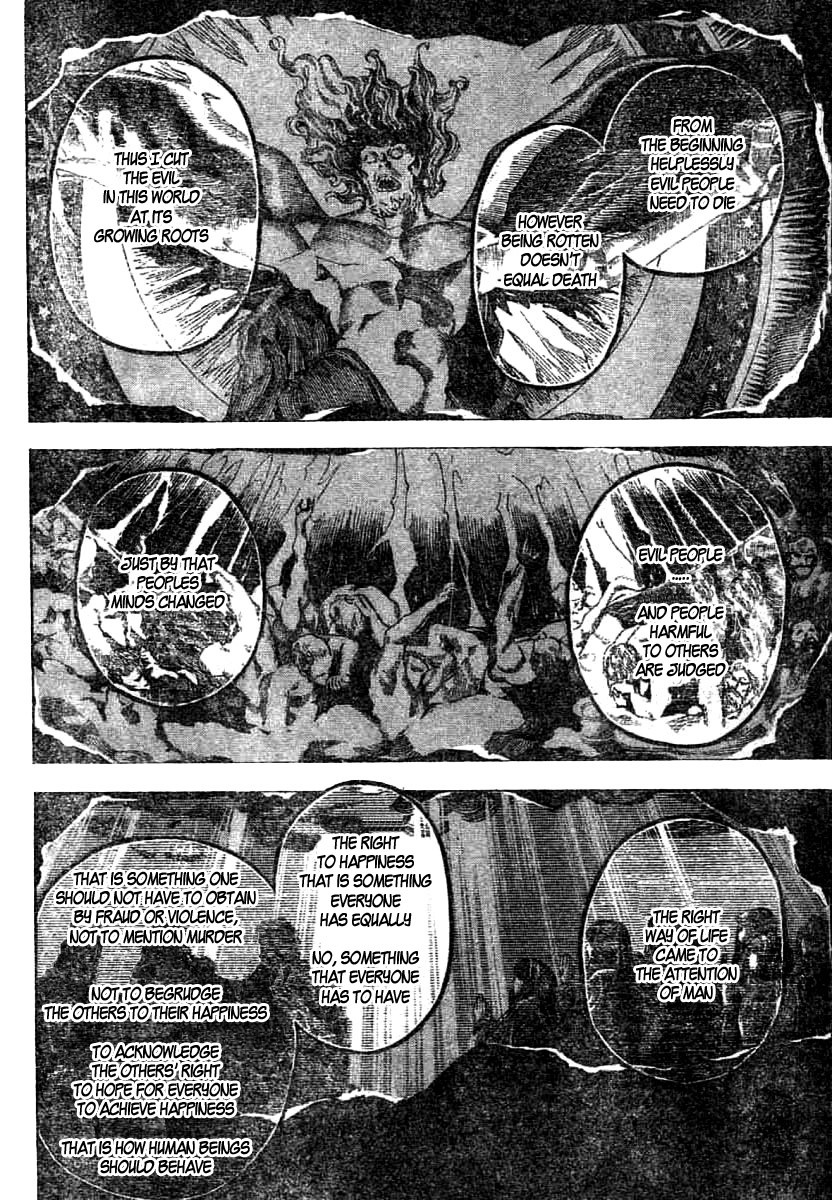 FROM
THE BEGINNING
HELPLESSLY
EVIL PEOPLE
NEED TO DIE
HOWEVER
BEING ROTTEN
DOESN'T
EQUAL DEATH
THUS I CUT
THE EVIL
IN THIS WORLD
AT ITS
GROWING ROOTS
EVIL PEOPLE
.....
AND PEOPLE
HARMFUL
TO OTHERS
ARE JUDGED
JUST BY THAT
PEOPLES
MINDS CHANGED
THE RIGHT
WAY OF LIFE
CAME TO
THE ATTENTION
OF MAN
THE RIGHT
TO HAPPINESS
THAT IS SOMETHING
EVERYONE
HAS EQUALLY
NO, SOMETHING
THAT EVERYONE
HAS TO HAVE
THAT IS SOMETHING ONE
SHOULD NOT HAVE TO OBTAIN
BY FRAUD OR VIOLENCE,
NOT TO MENTION MURDER
NOT TO BEGRUDGE
THE OTHERS TO THEIR HAPPINESS
TO ACKNOWLEDGE
THE OTHERS' RIGHT
TO HOPE FOR EVERYONE
TO ACHIEVE HAPPINESS
THAT IS HOW HUMAN BEINGS
SHOULD BEHAVE